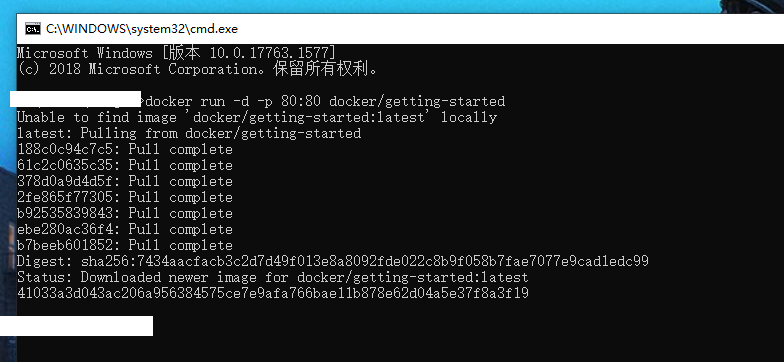 C:\WINDOWS\system32\cmd.exe
Microsoft Windows [版本 10.0.17763.1577]
(c) 2018 Microsoft Corporation。保留所有权利。
>docker run -d -p 80:80 docker/getting-started
Unable to find image 'docker/getting-started:latest' locally
latest: Pulling from docker/getting-started
188c0c94c7c5: Pull complete
61c2c0635c35: Pull complete
378d0a9d4d5f: Pull complete
2fe865f77305: Pull complete
b92535839843: Pull complete
ebe280ac36f4: Pull complete
b7beeb601852: Pull complete
Digest: sha256:7434aacfacb3c2d7d49f013e8a8092fde022c8b9f058b7fae7077e9cad1edc99
Status: Downloaded newer image for docker/getting-started:latest
41033a3d043ac206a956384575ce7e9afa766bae11b878e62d04a5e37f8a3f19